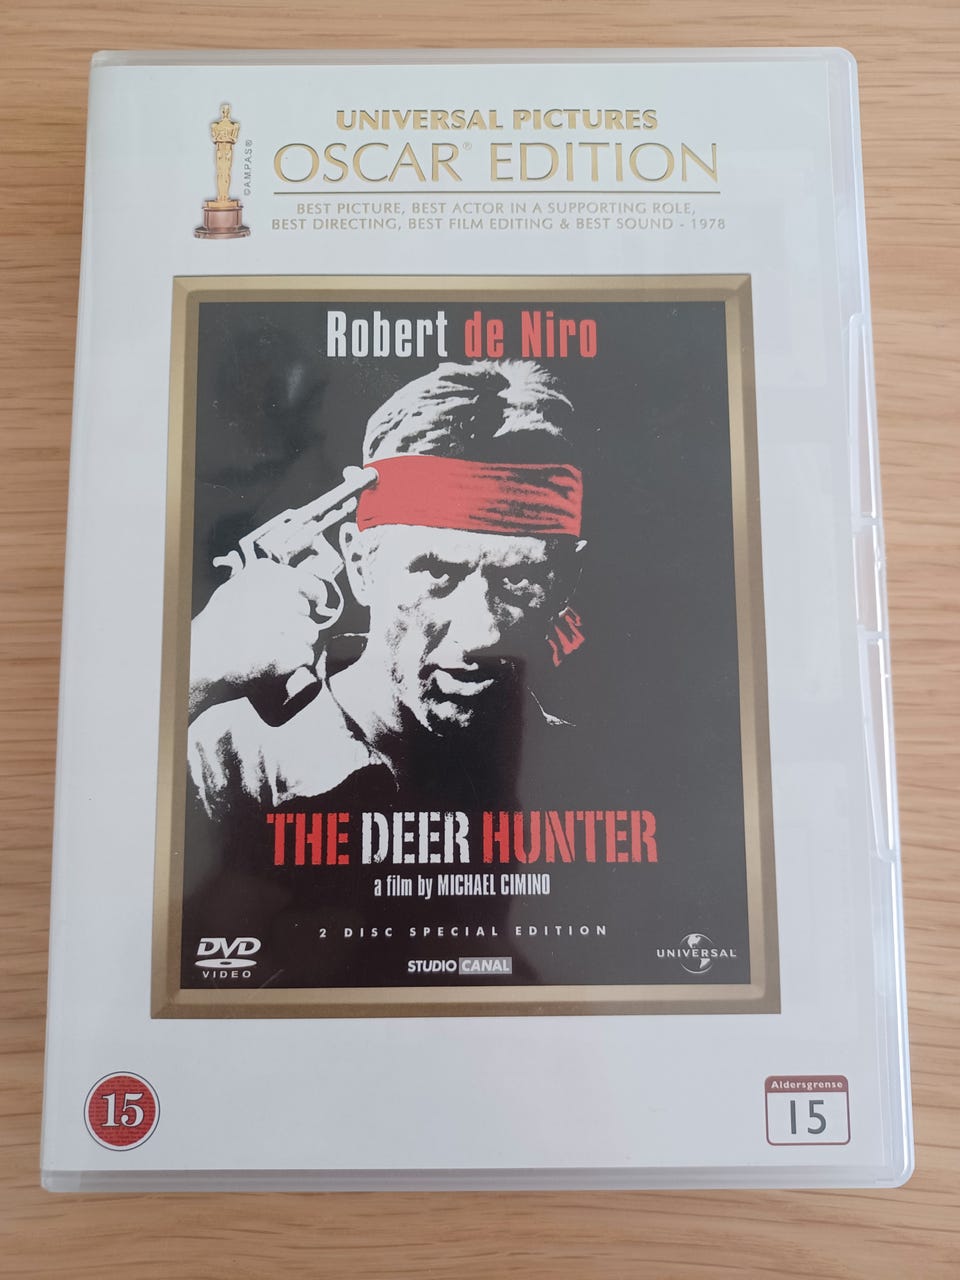 UNIVERSAL PICTURES
OSCAR® EDITION
©A.M.P.A.S®
BEST PICTURE, BEST ACTOR IN A SUPPORTING ROLE,
BEST DIRECTING, BEST FILM EDITING & BEST SOUND - 1978
Robert de Niro
THE DEER HUNTER
a film by MICHAEL CIMINO
2 DISC SPECIAL EDITION
DVD
VIDEO
STUDIO CANAL
UNIVERSAL
15
Aldersgrense
15